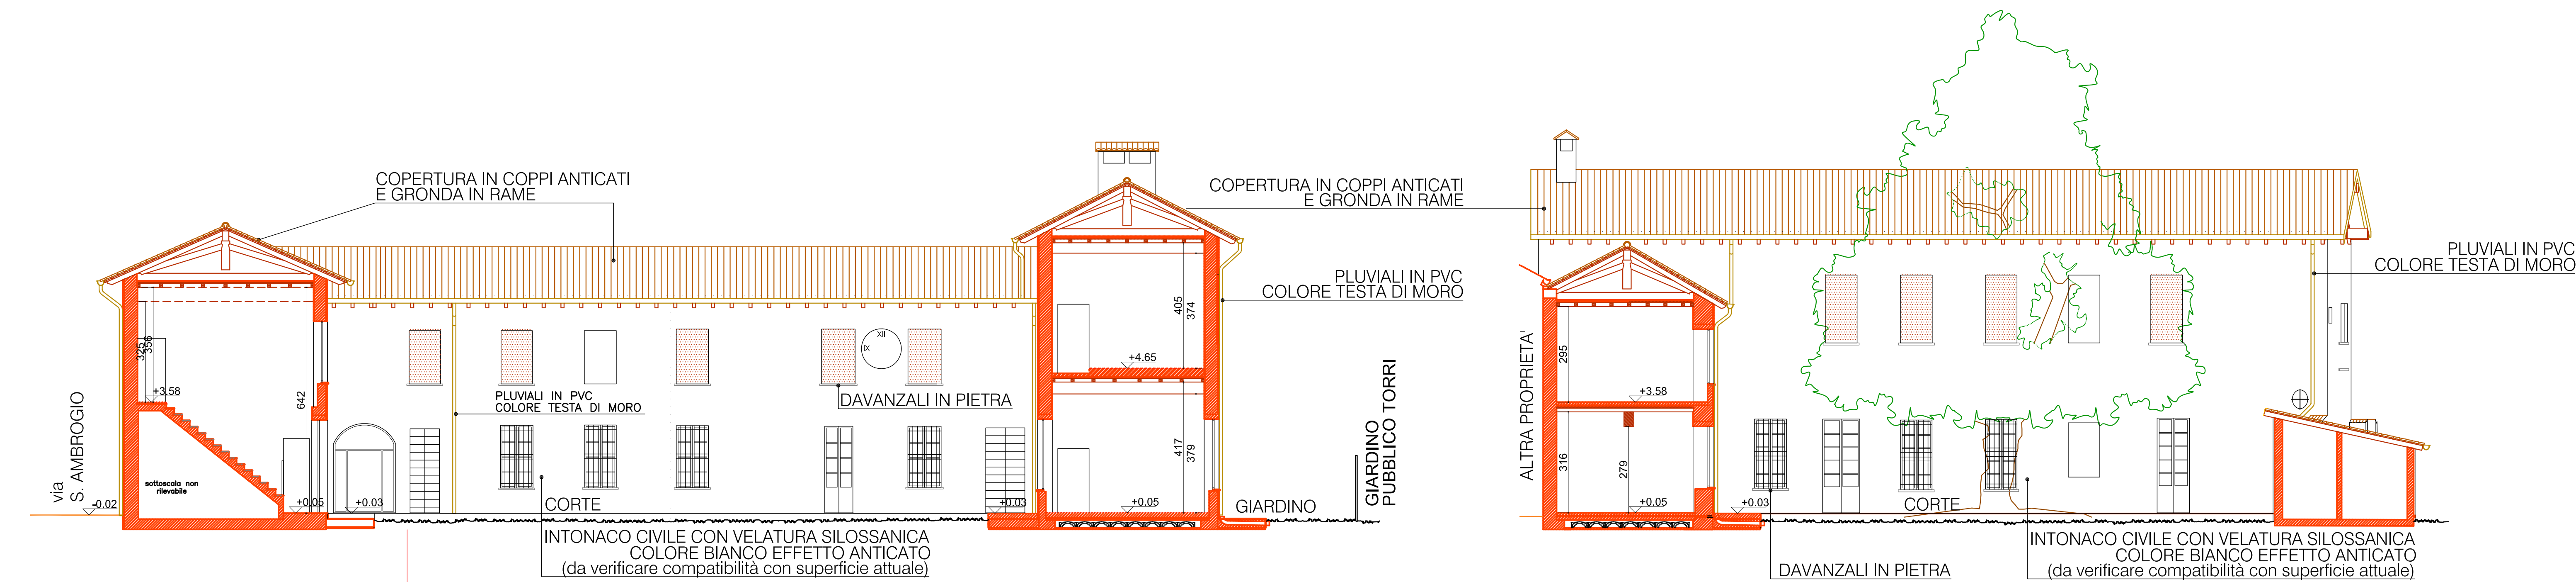 COPERTURA IN COPPI ANTICATI
E GRONDA IN RAME
325
356
+3.58
642
via
S. AMBROGIO
-0.02
sottoscala non
rilevabile
+0.05
+0.03
PLUVIALI IN PVC
COLORE TESTA DI MORO
XII
IX
DAVANZALI IN PIETRA
CORTE
+0.03
INTONACO CIVILE CON VELATURA SILOSSANICA
COLORE BIANCO EFFETTO ANTICATO
(da verificare compatibilità con superficie attuale)
405
374
+4.65
417
379
+0.05
COPERTURA IN COPPI ANTICATI
E GRONDA IN RAME
PLUVIALI IN PVC
COLORE TESTA DI MORO
GIARDINO
GIARDINO
PUBBLICO TORRI
ALTRA PROPRIETA'
295
+3.58
316
279
+0.05
+0.03
CORTE
PLUVIALI IN PVC
COLORE TESTA DI MORO
DAVANZALI IN PIETRA
INTONACO CIVILE CON VELATURA SILOSSANICA
COLORE BIANCO EFFETTO ANTICATO
(da verificare compatibilità con superficie attuale)